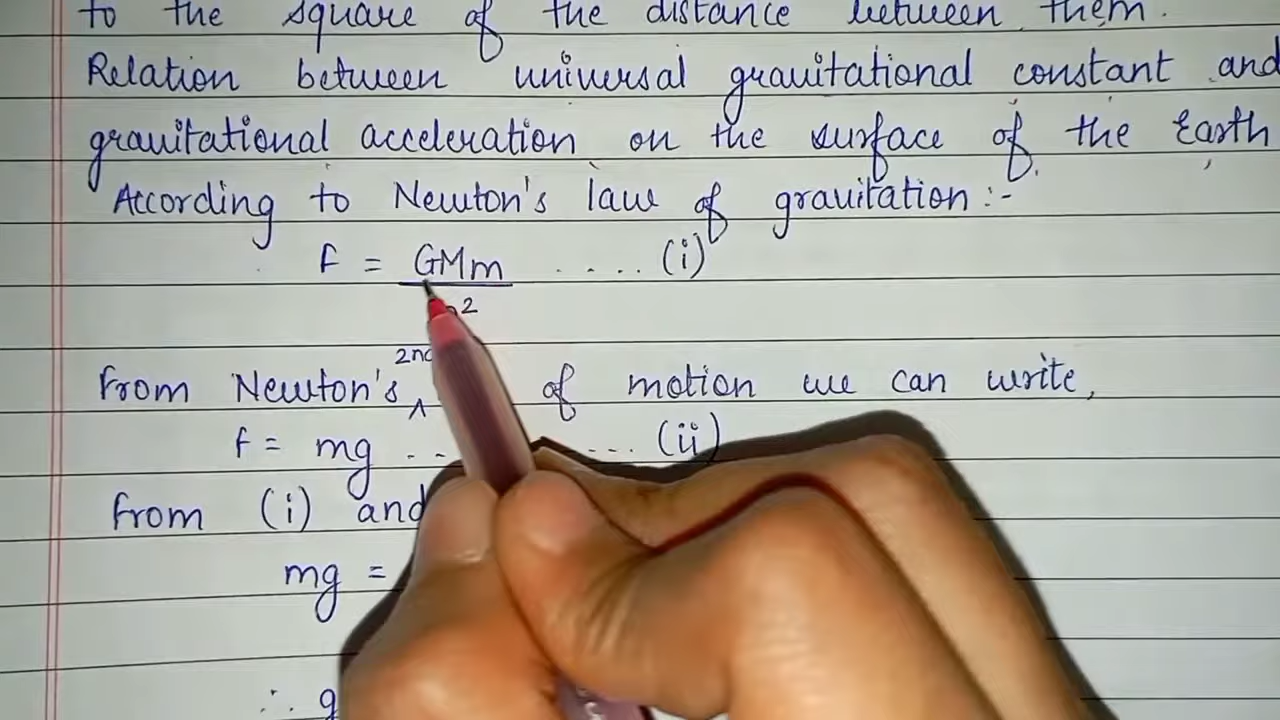 to the square of the distance between them.
Relation between universal gravitational constant and
gravitational acceleration on the surface of the Earth
According to Newton's law of gravitation :-
F = GMm .... (i)
2
2nd
From Newton's ^ of motion we can write,
F = mg .. ... (ii)
From (i) and
mg =
∴ g